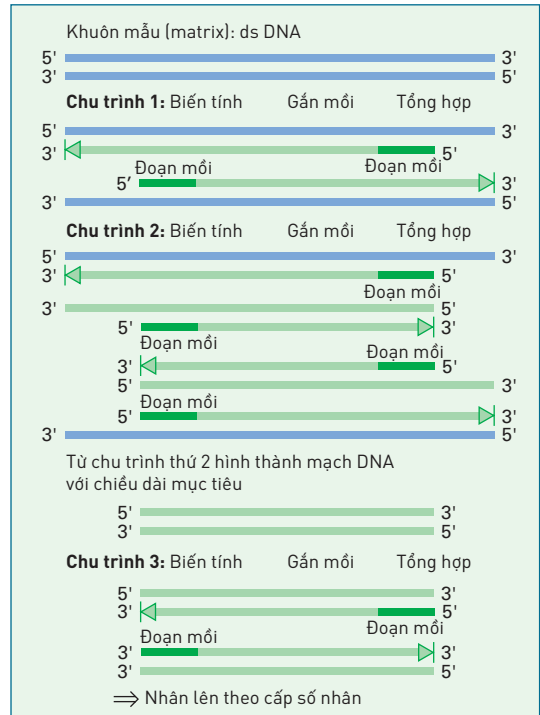 Khuôn mẫu (matrix): ds DNA
5' 3'
3' 5'
Chu trình 1: Biến tính Gắn mồi Tổng hợp
5' 3'
3' 5'
Đoạn mồi Đoạn mồi
5' 3'
3' 5'
Chu trình 2: Biến tính Gắn mồi Tổng hợp
5' 3'
3' 5'
Đoạn mồi
3' 5'
5' 3'
Đoạn mồi Đoạn mồi
3' 5'
5' 3'
Đoạn mồi
5' 3'
3' 5'
Từ chu trình thứ 2 hình thành mạch DNA
với chiều dài mục tiêu
5' 3'
3' 5'
Chu trình 3: Biến tính Gắn mồi Tổng hợp
5' 3'
3' 5'
Đoạn mồi Đoạn mồi
3' 3'
3' 5'
⇒ Nhân lên theo cấp số nhân